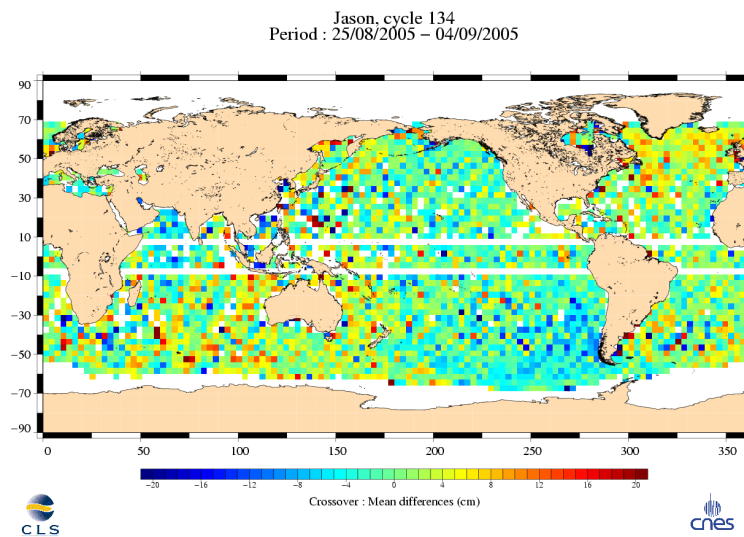 Jason, cycle 134
Period : 25/08/2005 – 04/09/2005
90
70
50
30
10
−10
−30
−50
−70
−90
0 50 100 150 200 250 300 350
−20 −16 −12 −8 −4 0 4 8 12 16 20
Crossover : Mean differences (cm)
CLS
cnes